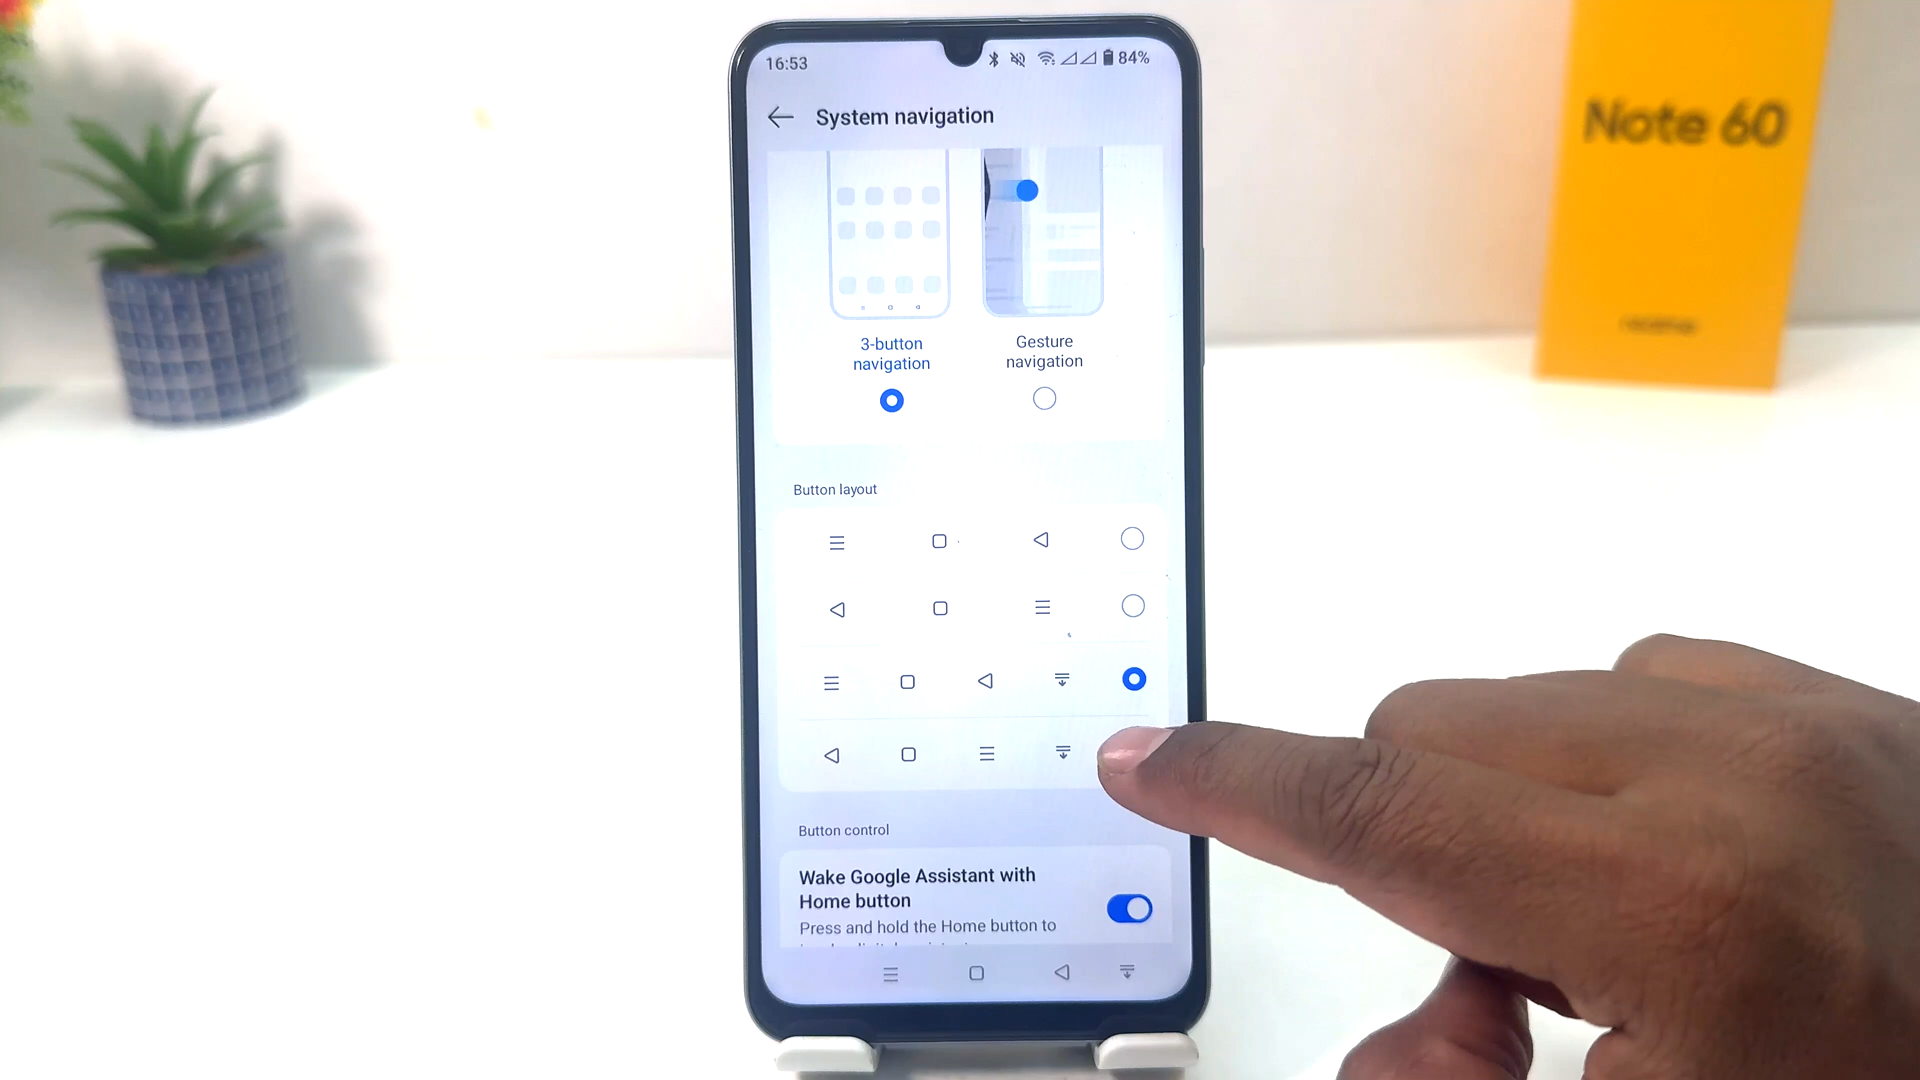 16:53
84%
System navigation
3-button
navigation
Gesture
navigation
Button layout
Button control
Wake Google Assistant with
Home button
Press and hold the Home button to
Note 60
realme